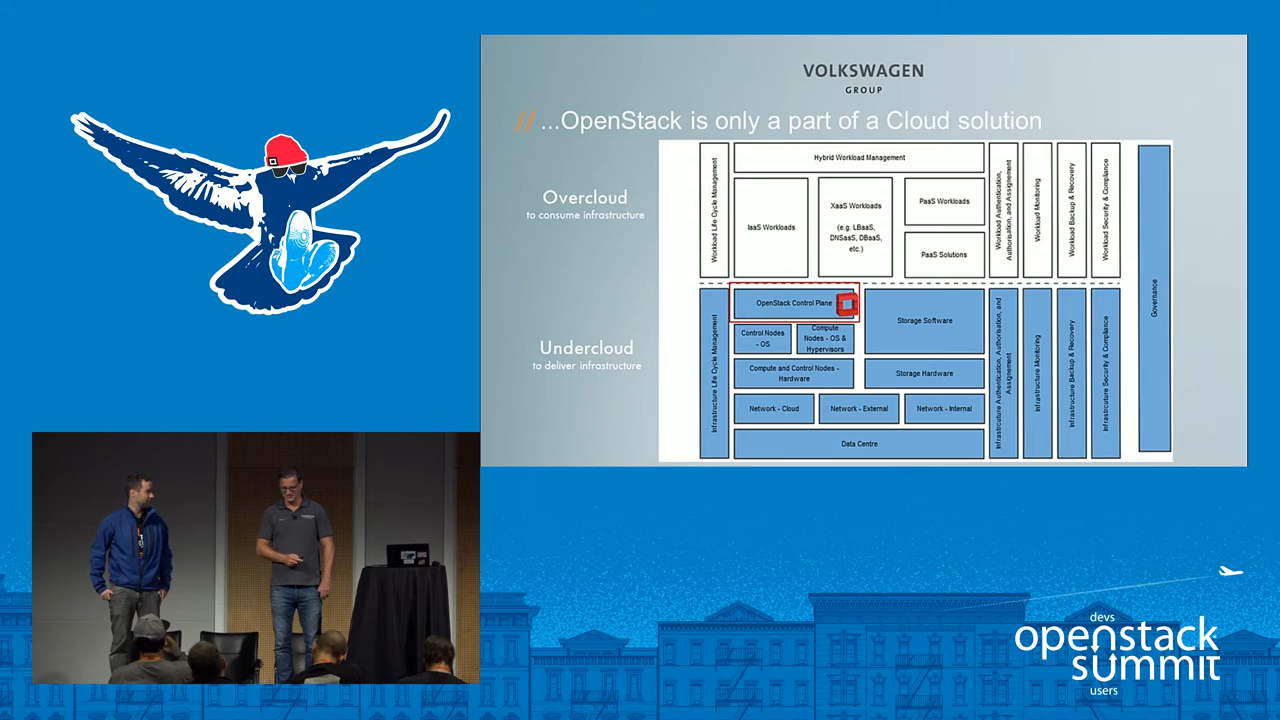 VOLKSWAGEN
GROUP
// ...OpenStack is only a part of a Cloud solution
Overcloud
to consume infrastructure
Undercloud
to deliver infrastructure
Workload Life Cycle Management
Hybrid Workload Management
IaaS Workloads
XaaS Workloads
(e.g. LBaaS,
DNSaaS, DBaaS,
etc.)
PaaS Workloads
PaaS Solutions
Workload Authentication,
Authorisation, and Assignement
Workload Monitoring
Workload Backup & Recovery
Workload Security & Compliance
Governance
Infrastructure Life Cycle Management
OpenStack Control Plane
Storage Software
Control Nodes
- OS
Compute
Nodes - OS &
Hypervisors
Compute and Control Nodes -
Hardware
Storage Hardware
Network - Cloud
Network - External
Network - Internal
Data Centre
Infrastrcuture Authentication, Authorisation, and
Assignement
Infrastructure Monitoring
Infrastructure Backup & Recovery
Infrastrcuture Security & Compliance
devs
openstack
summit
users